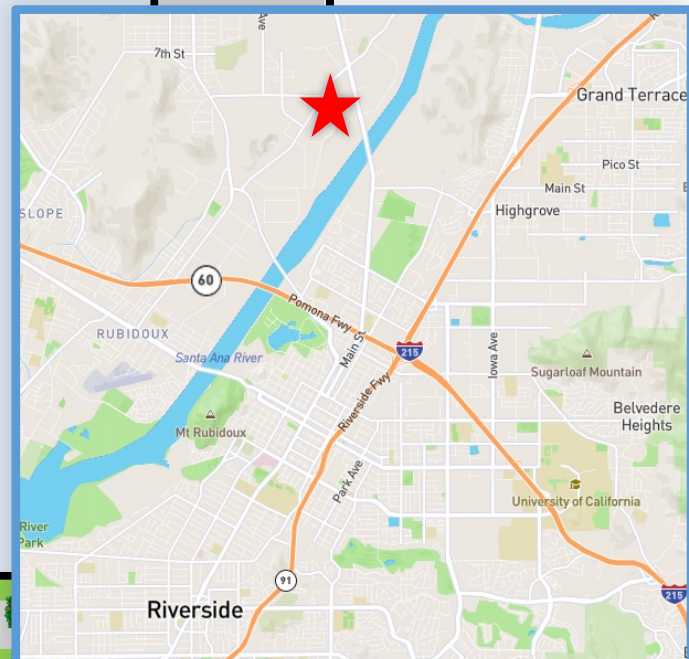 Ave
7th St
Grand Terrace
Pico St
Main St
SLOPE
Highgrove
60
Pomona Fwy
RUBIDOUX
Main St
215
Iowa Ave
Santa Ana River
Sugarloaf Mountain
Riverside Fwy
Belvedere
Heights
Mt Rubidoux
Park Ave
University of California
River
Park
91
215
Riverside